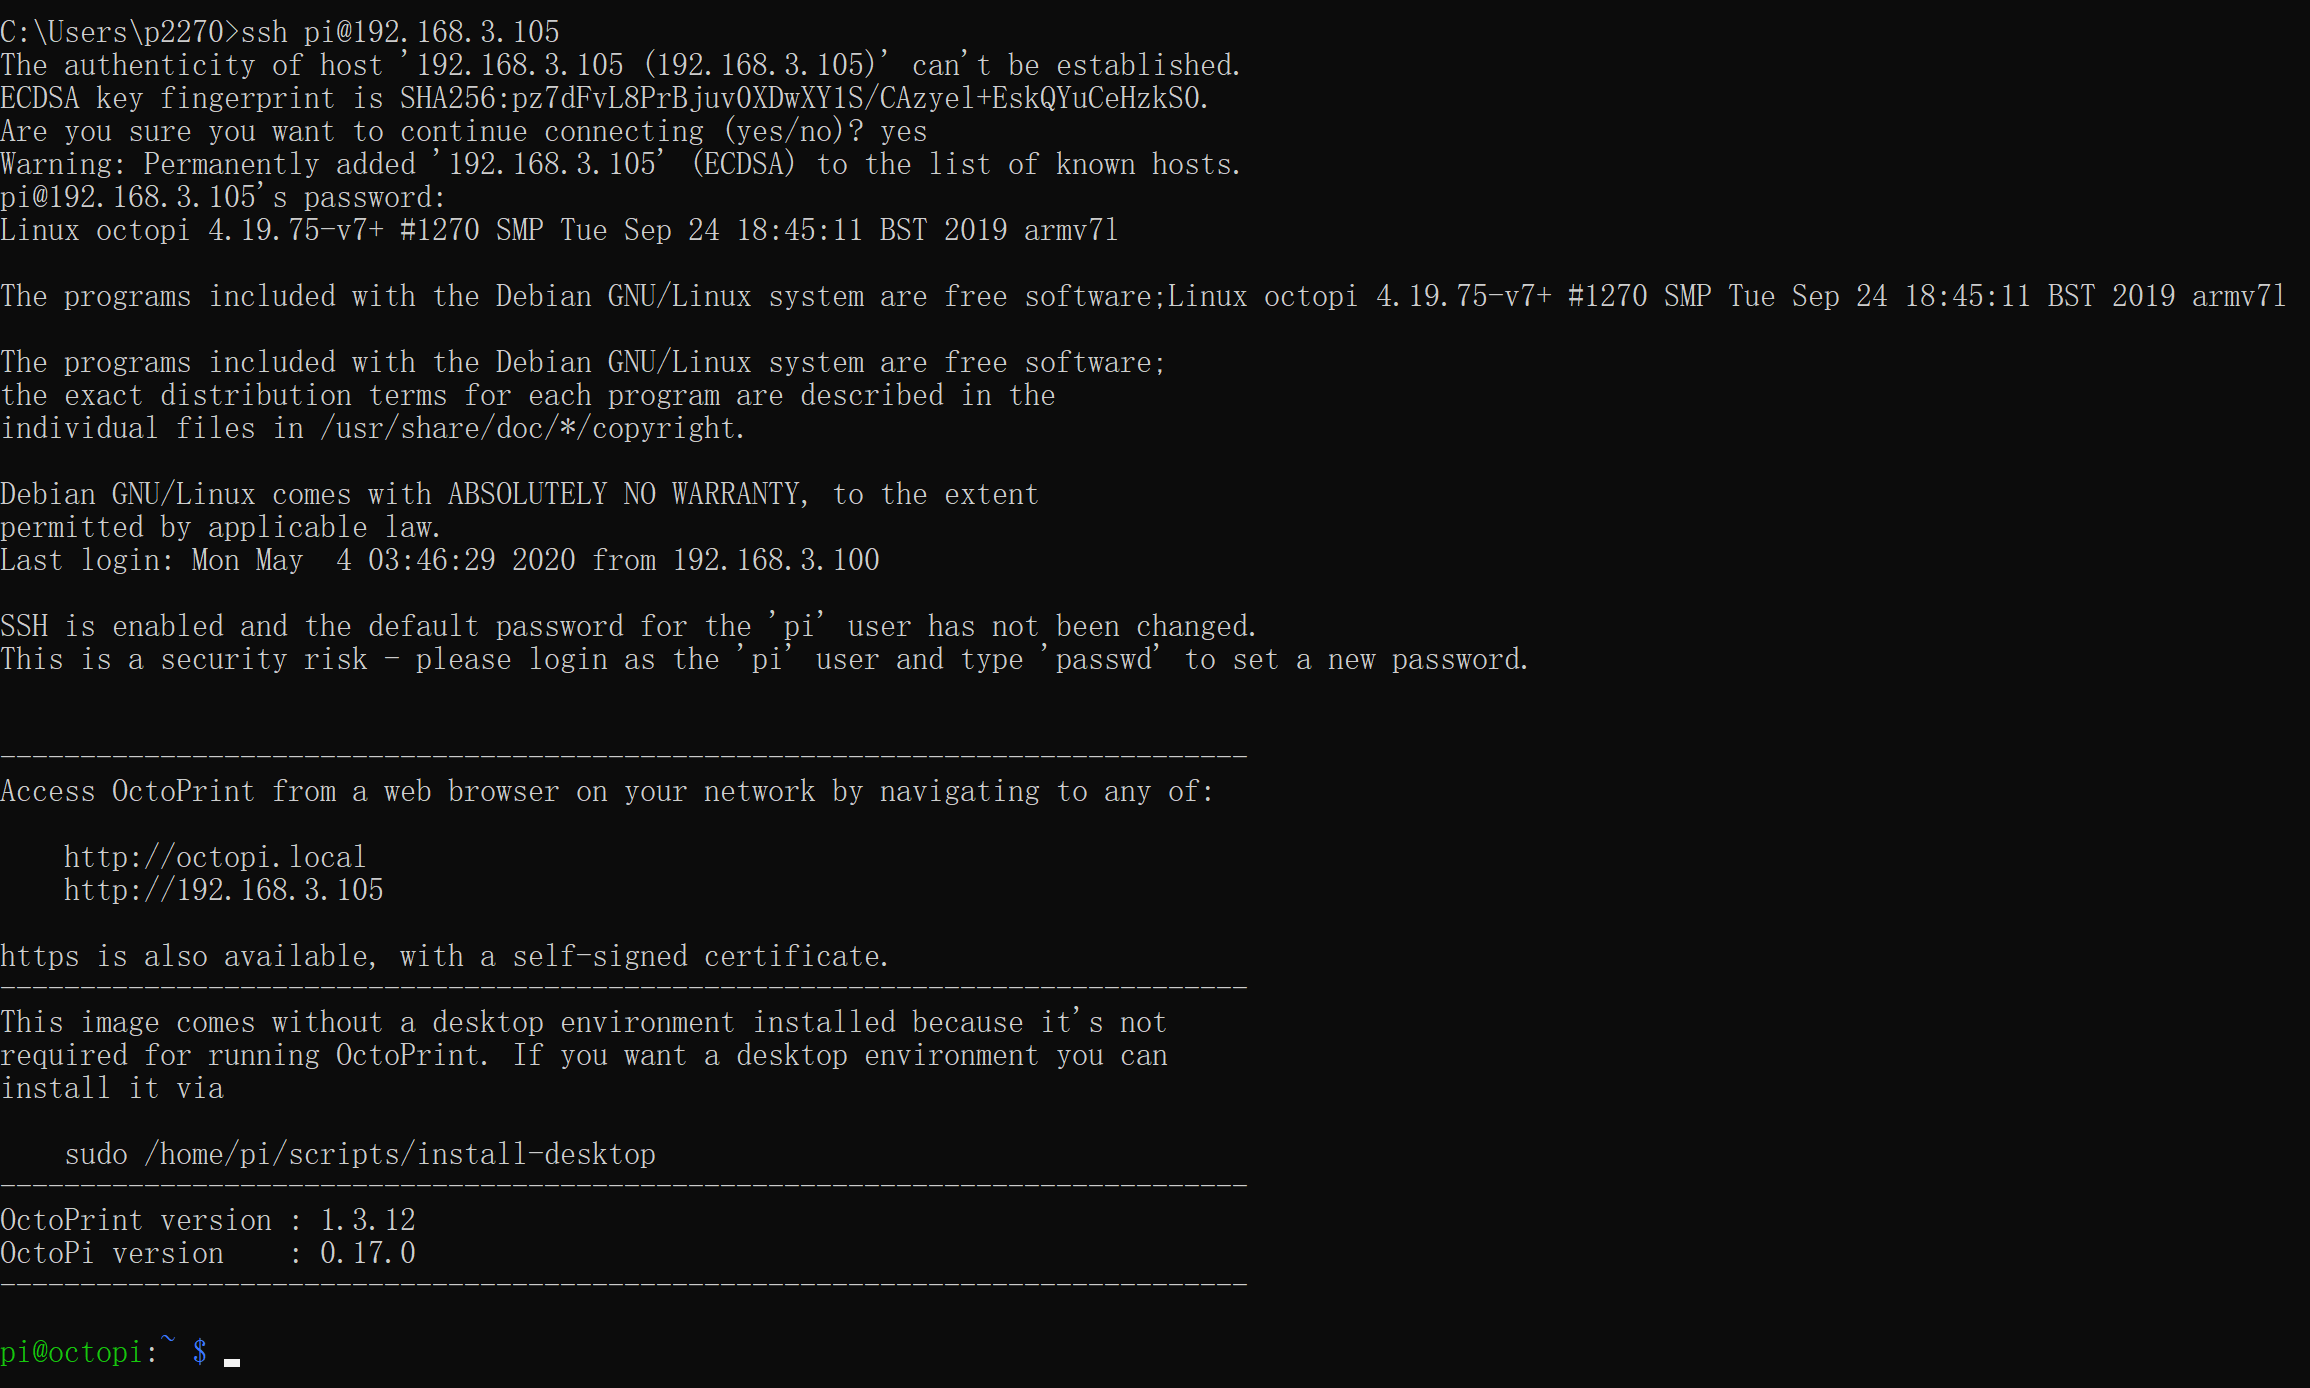 C:\Users\p2270>ssh pi@192.168.3.105
The authenticity of host '192.168.3.105 (192.168.3.105)' can't be established.
ECDSA key fingerprint is SHA256:pz7dFvL8PrBjuv0XDwXY1S/CAzyel+EskQYuCeHzkS0.
Are you sure you want to continue connecting (yes/no)? yes
Warning: Permanently added '192.168.3.105' (ECDSA) to the list of known hosts.
pi@192.168.3.105's password:
Linux octopi 4.19.75-v7+ #1270 SMP Tue Sep 24 18:45:11 BST 2019 armv7l
The programs included with the Debian GNU/Linux system are free software;Linux octopi 4.19.75-v7+ #1270 SMP Tue Sep 24 18:45:11 BST 2019 armv7l
The programs included with the Debian GNU/Linux system are free software;
the exact distribution terms for each program are described in the
individual files in /usr/share/doc/*/copyright.
Debian GNU/Linux comes with ABSOLUTELY NO WARRANTY, to the extent
permitted by applicable law.
Last login: Mon May  4 03:46:29 2020 from 192.168.3.100
SSH is enabled and the default password for the 'pi' user has not been changed.
This is a security risk - please login as the 'pi' user and type 'passwd' to set a new password.
------------------------------------------------------------------------------
Access OctoPrint from a web browser on your network by navigating to any of:
    http://octopi.local
    http://192.168.3.105
https is also available, with a self-signed certificate.
------------------------------------------------------------------------------
This image comes without a desktop environment installed because it's not
required for running OctoPrint. If you want a desktop environment you can
install it via
    sudo /home/pi/scripts/install-desktop
------------------------------------------------------------------------------
OctoPrint version : 1.3.12
OctoPi version    : 0.17.0
------------------------------------------------------------------------------
pi@octopi:~ $